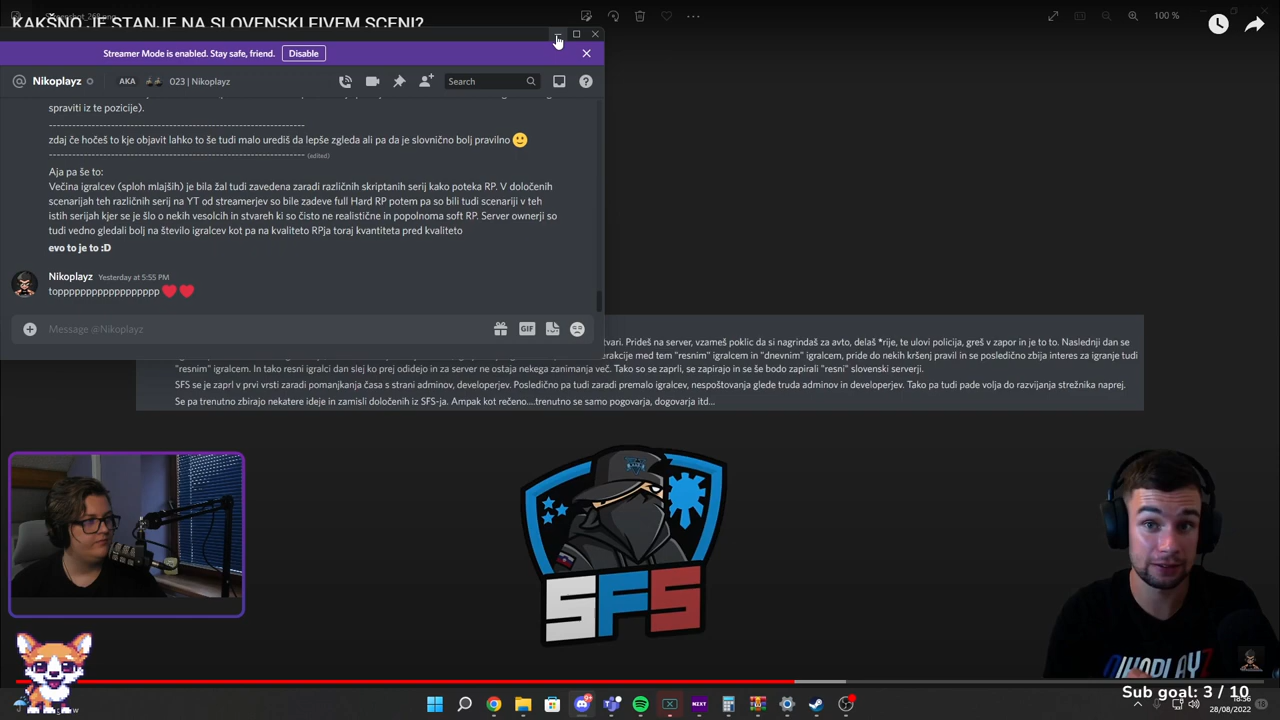 KAKŠNO JE STANJE NA SLOVENSKI FIVEM SCENI?
100 %
Streamer Mode is enabled. Stay safe, friend. Disable
Nikoplayz AKA 023 | Nikoplayz Search
spraviti iz te pozicije).
zdaj če hočeš to kje objavit lahko to še tudi malo urediš da lepše zgleda ali pa da je slovnično bolj pravilno 🙂
(edited)
Aja pa še to:
Večina igralcev (sploh mlajših) je bila žal tudi zavedena zaradi različnih skriptanih serij kako poteka RP. V določenih
scenarijah teh različnih serij na YT od streamerjev so bile zadeve full Hard RP potem pa so bili tudi scenariji v teh
istih serijah kjer se je šlo o nekih vesolcih in stvareh ki so čisto ne realistične in popolnoma soft RP. Server ownerji so
tudi vedno gledali bolj na število igralcev kot pa na kvaliteto RPja toraj kvantiteta pred kvaliteto
evo to je to :D
Nikoplayz Yesterday at 5:55 PM
topppppppppppppppppp ❤️❤️
Message @Nikoplayz
GIF
tvari. Prideš na server, vzameš poklic da si nagrindaš za avto, delaš *rije, te ulovi policija, greš v zapor in je to to. Naslednji dan se
erakcije med tem "resnim" igralcem in "dnevnim" igralcem, pride do nekih kršenj pravil in se posledično zbija interes za igranje tudi
"resnim" igralcem. In tako resni igralci dan slej ko prej odidejo in za server ne ostaja nekega zanimanja več. Tako so se zaprli, se zapirajo in se še bodo zapirali "resni" slovenski serverji.
SFS se je zaprl v prvi vrsti zaradi pomanjkanja časa s strani adminov, developerjev. Posledično pa tudi zaradi premalo igralcev, nespoštovanja glede truda adminov in developerjev. Tako pa tudi pade volja do razvijanja strežnika naprej.
Se pa trenutno zbirajo nekatere ideje in zamisli določenih iz SFS-ja. Ampak kot rečeno....trenutno se samo pogovarja, dogovarja itd...
SFS
NIKOPLAYZ
Sub goal: 3 / 10
NEXT
18:56
28/08/2022